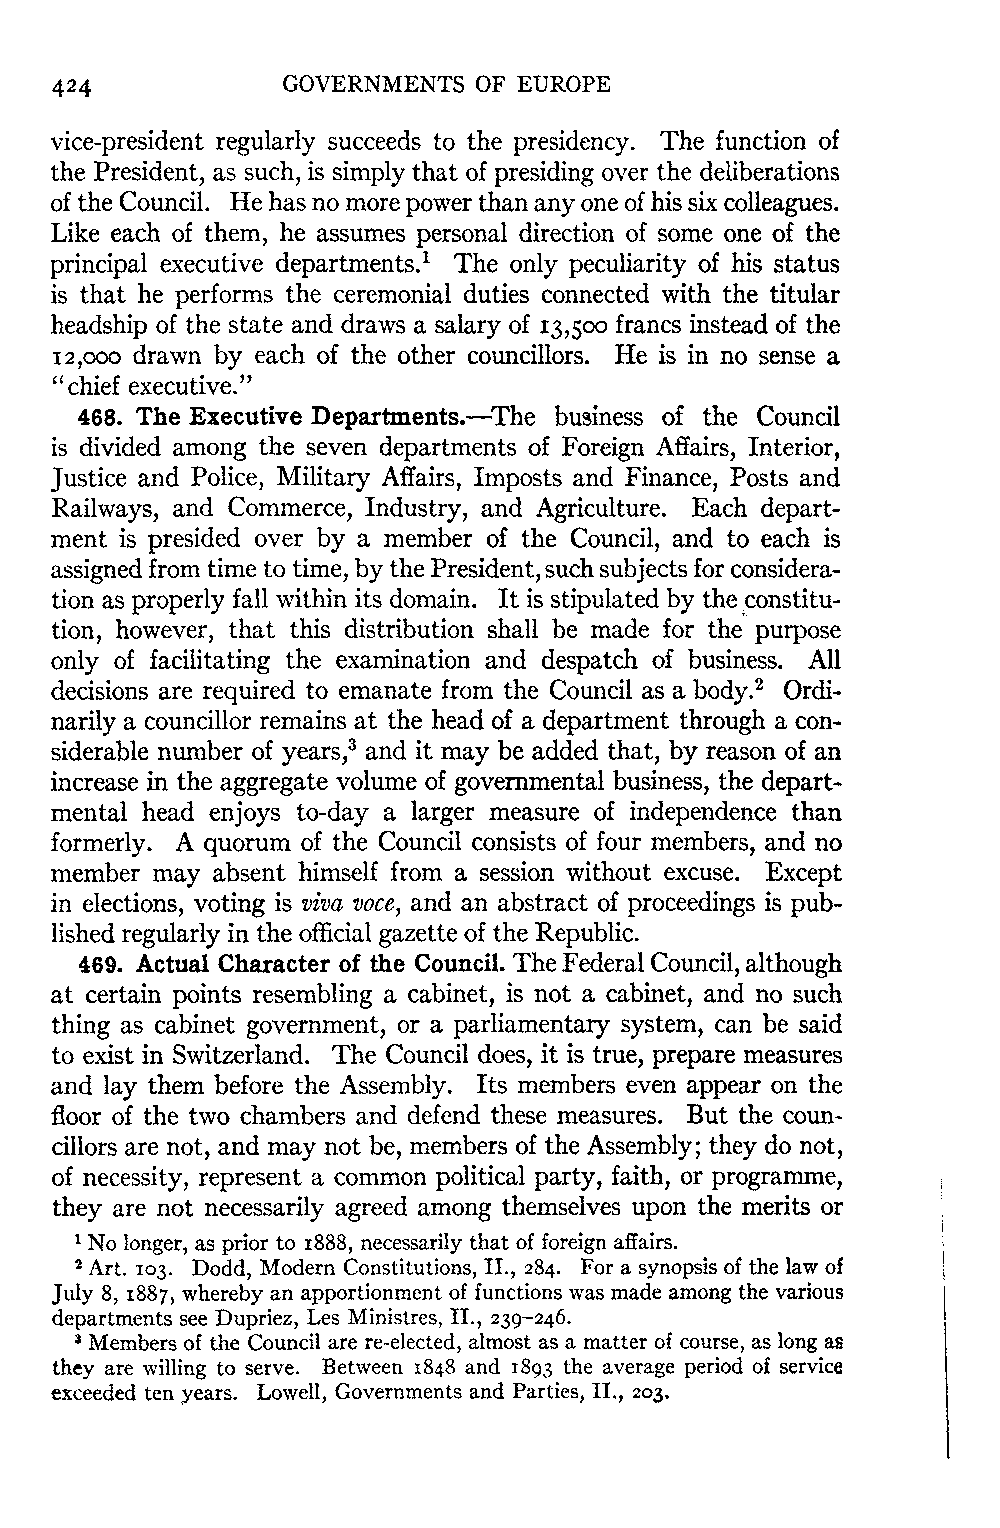 424 GOVERNMENTS OF EUROPE
vice-president regularly succeeds to the presidency. The function of
the President, as such, is simply that of presiding over the deliberations
of the Council. He has no more power than any one of his six colleagues.
Like each of them, he assumes personal direction of some one of the
principal executive departments.¹ The only peculiarity of his status
is that he performs the ceremonial duties connected with the titular
headship of the state and draws a salary of 13,500 francs instead of the
12,000 drawn by each of the other councillors. He is in no sense a
“chief executive.”
468. The Executive Departments.—The business of the Council
is divided among the seven departments of Foreign Affairs, Interior,
Justice and Police, Military Affairs, Imposts and Finance, Posts and
Railways, and Commerce, Industry, and Agriculture. Each depart-
ment is presided over by a member of the Council, and to each is
assigned from time to time, by the President, such subjects for considera-
tion as properly fall within its domain. It is stipulated by the constitu-
tion, however, that this distribution shall be made for the purpose
only of facilitating the examination and despatch of business. All
decisions are required to emanate from the Council as a body.² Ordi-
narily a councillor remains at the head of a department through a con-
siderable number of years,³ and it may be added that, by reason of an
increase in the aggregate volume of governmental business, the depart-
mental head enjoys to-day a larger measure of independence than
formerly. A quorum of the Council consists of four members, and no
member may absent himself from a session without excuse. Except
in elections, voting is viva voce, and an abstract of proceedings is pub-
lished regularly in the official gazette of the Republic.
469. Actual Character of the Council. The Federal Council, although
at certain points resembling a cabinet, is not a cabinet, and no such
thing as cabinet government, or a parliamentary system, can be said
to exist in Switzerland. The Council does, it is true, prepare measures
and lay them before the Assembly. Its members even appear on the
floor of the two chambers and defend these measures. But the coun-
cillors are not, and may not be, members of the Assembly; they do not,
of necessity, represent a common political party, faith, or programme,
they are not necessarily agreed among themselves upon the merits or
¹ No longer, as prior to 1888, necessarily that of foreign affairs.
² Art. 103. Dodd, Modern Constitutions, II., 284. For a synopsis of the law of
July 8, 1887, whereby an apportionment of functions was made among the various
departments see Dupriez, Les Ministres, II., 239–246.
³ Members of the Council are re-elected, almost as a matter of course, as long as
they are willing to serve. Between 1848 and 1893 the average period of service
exceeded ten years. Lowell, Governments and Parties, II., 203.